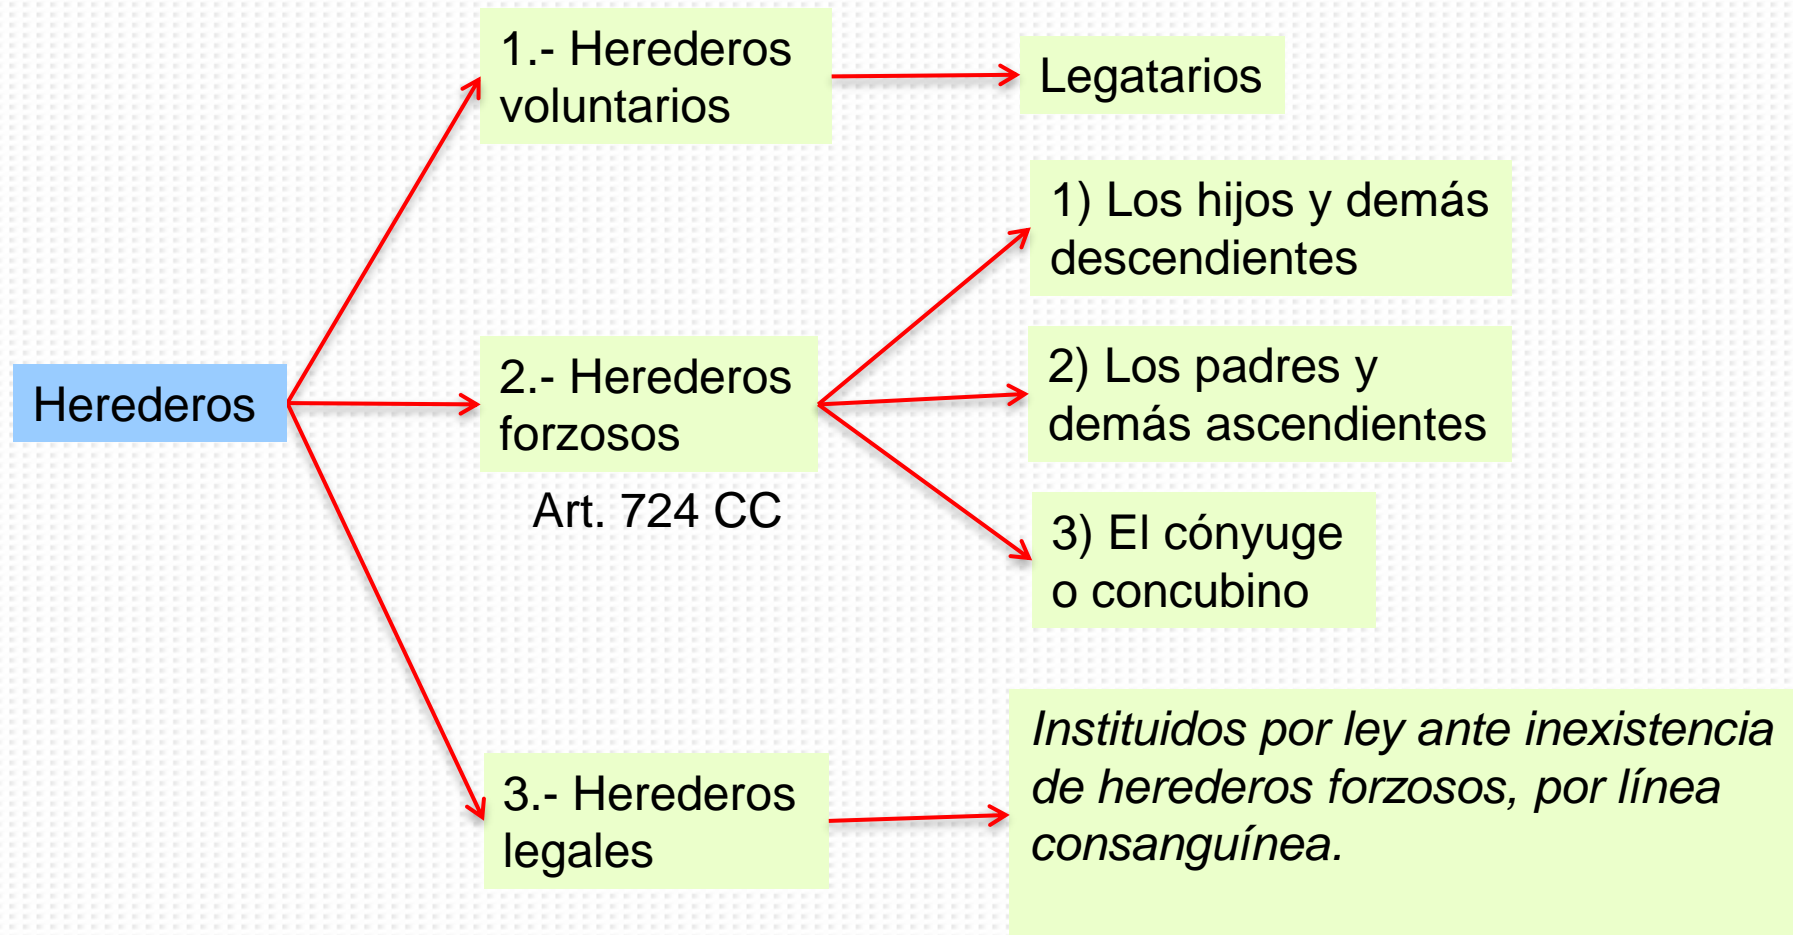 Herederos
1.- Herederos
voluntarios
Legatarios
2.- Herederos
forzosos
Art. 724 CC
1) Los hijos y demás
descendientes
2) Los padres y
demás ascendientes
3) El cónyuge
o concubino
3.- Herederos
legales
Instituidos por ley ante inexistencia
de herederos forzosos, por línea
consanguínea.